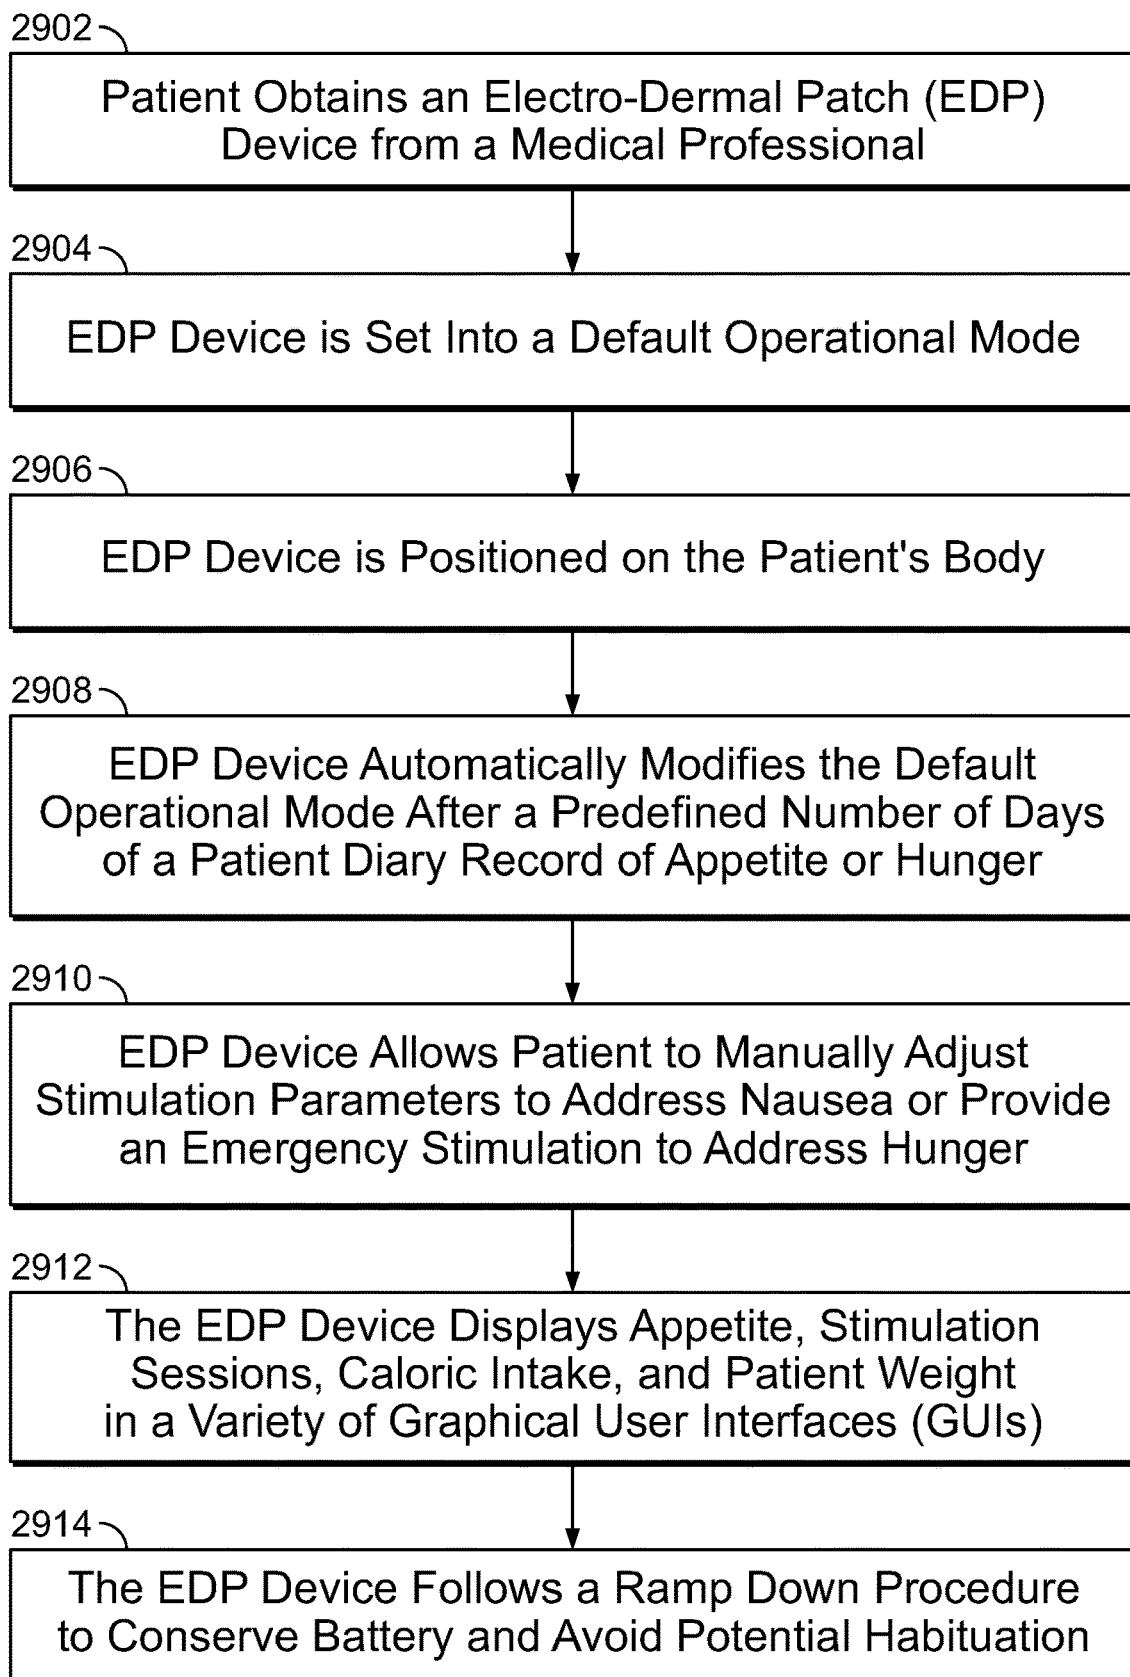 2902
Patient Obtains an Electro-Dermal Patch (EDP)
Device from a Medical Professional
2904
EDP Device is Set Into a Default Operational Mode
2906
EDP Device is Positioned on the Patient's Body
2908
EDP Device Automatically Modifies the Default
Operational Mode After a Predefined Number of Days
of a Patient Diary Record of Appetite or Hunger
2910
EDP Device Allows Patient to Manually Adjust
Stimulation Parameters to Address Nausea or Provide
an Emergency Stimulation to Address Hunger
2912
The EDP Device Displays Appetite, Stimulation
Sessions, Caloric Intake, and Patient Weight
in a Variety of Graphical User Interfaces (GUIs)
2914
The EDP Device Follows a Ramp Down Procedure
to Conserve Battery and Avoid Potential Habituation